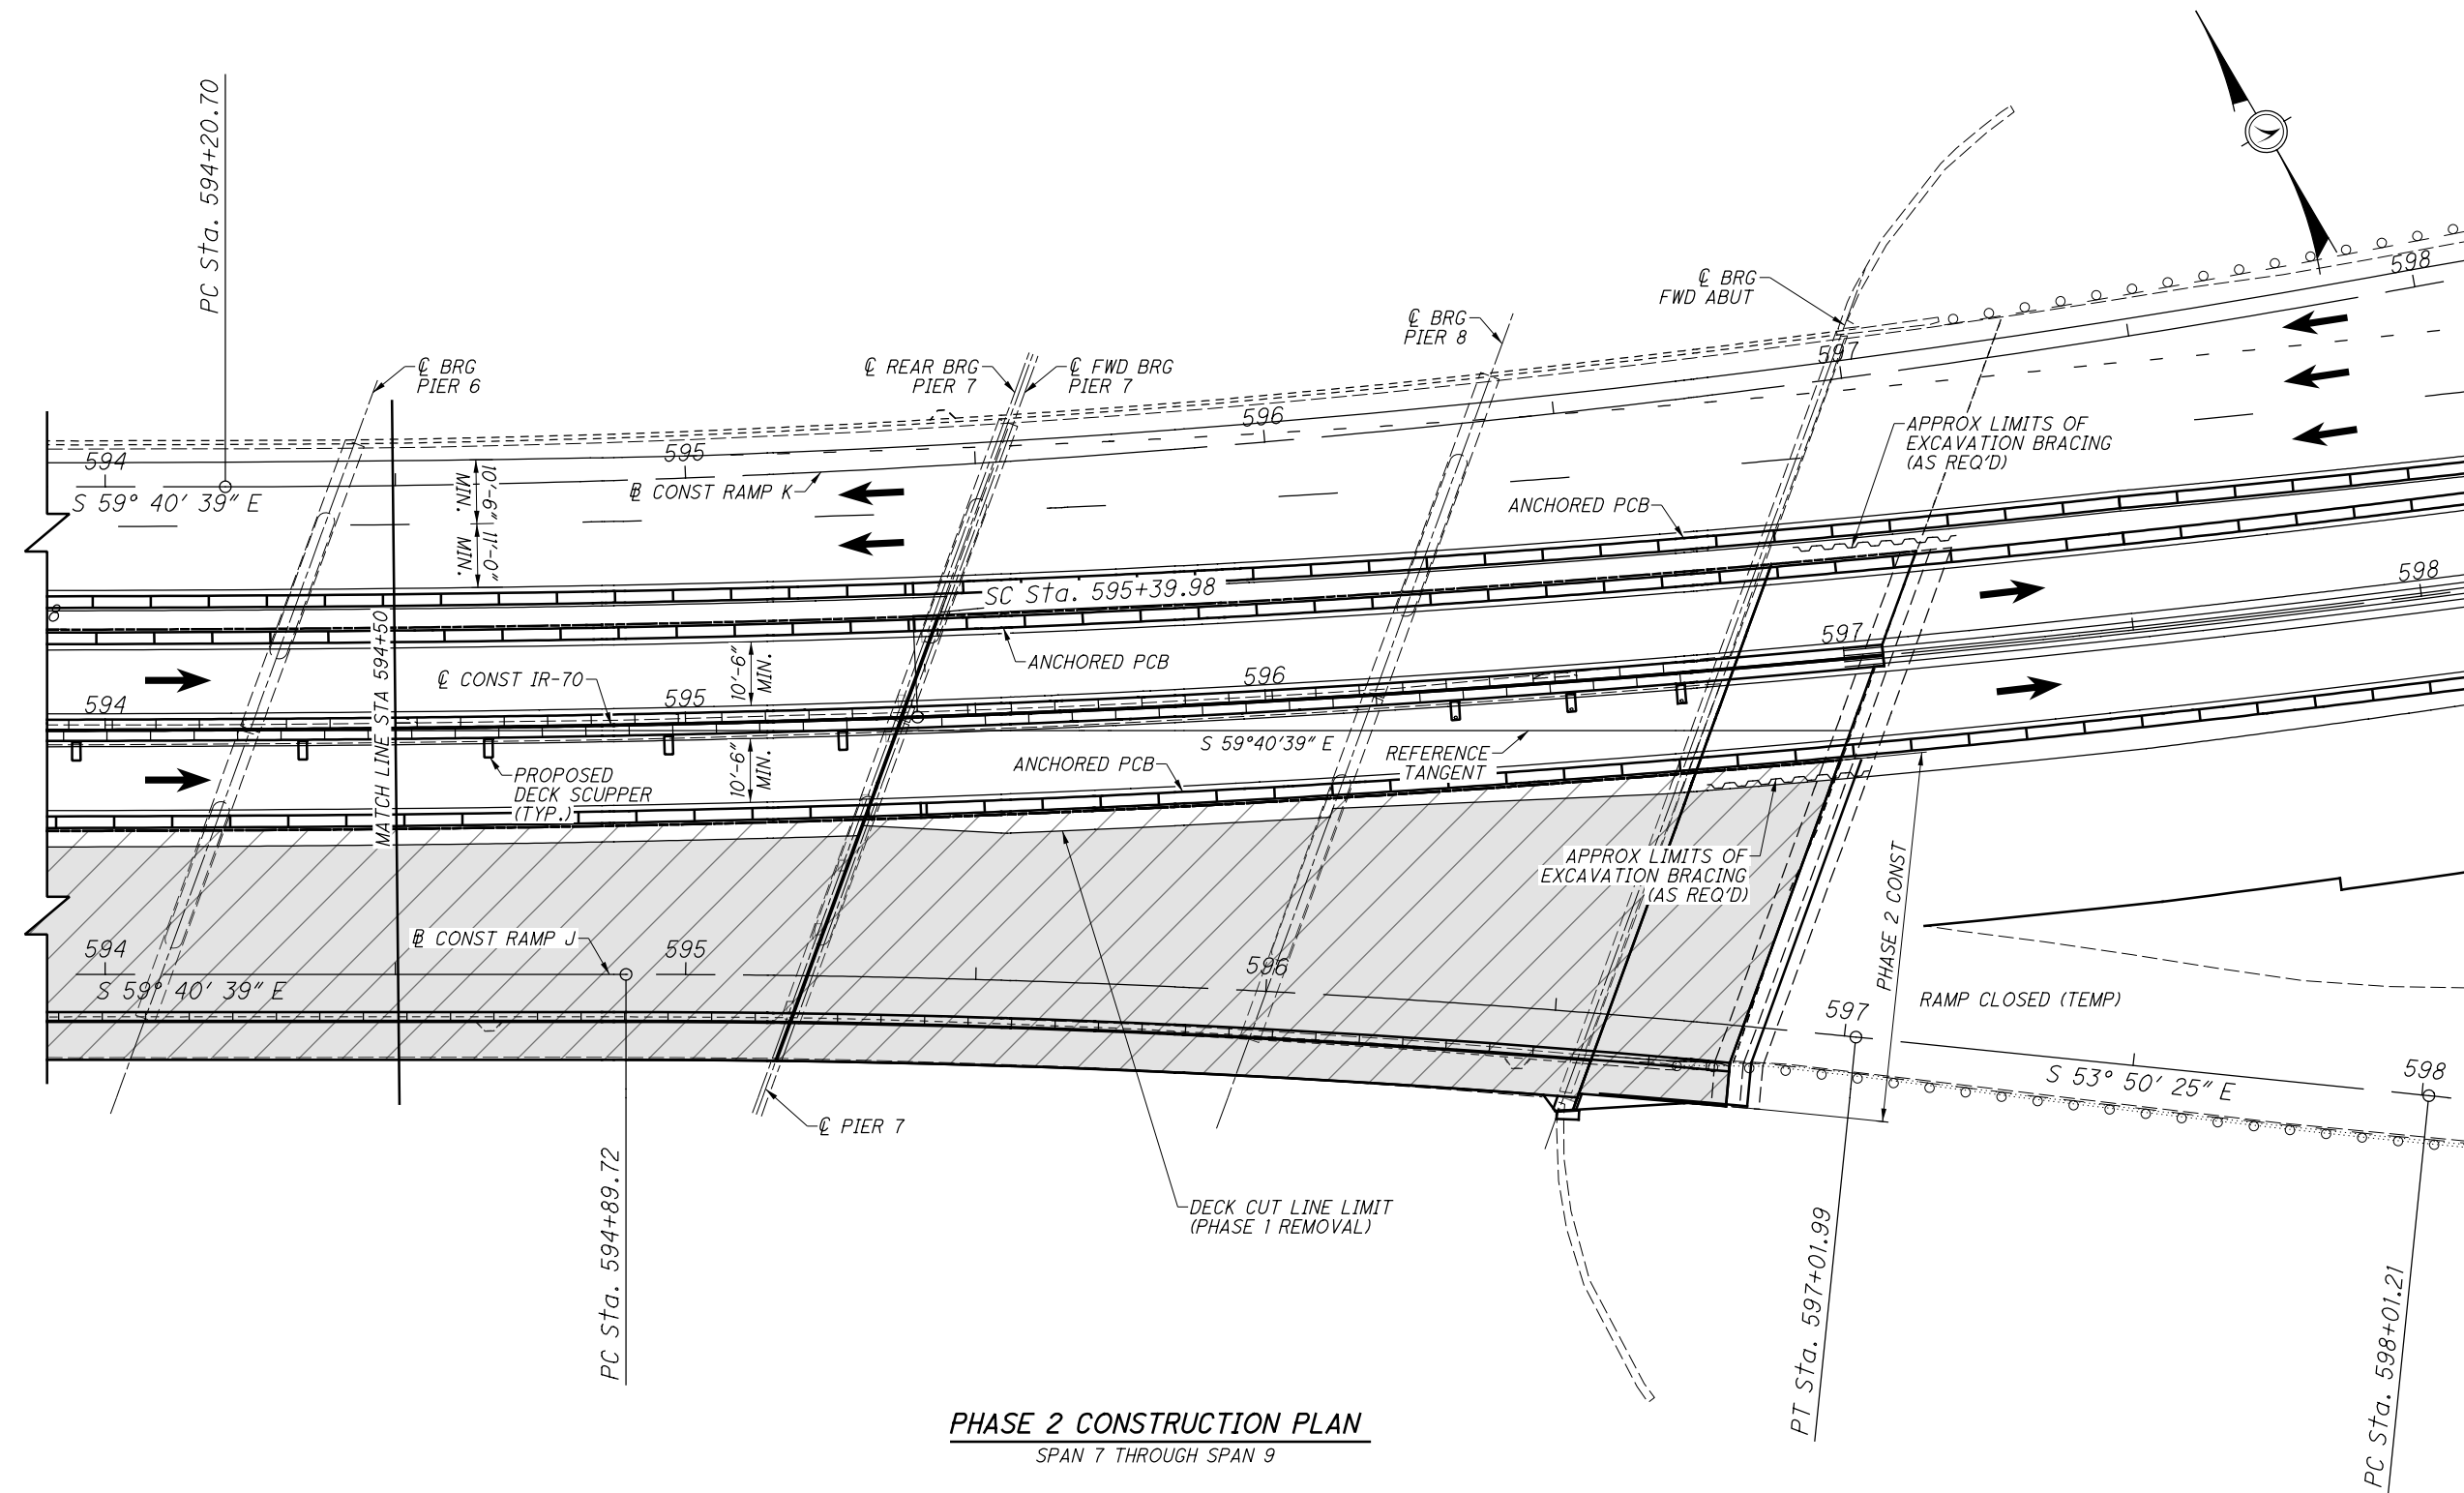 PC Sta. 594+20.70
℄ BRG
PIER 6
℄ REAR BRG
PIER 7
℄ FWD BRG
PIER 7
℄ BRG
PIER 8
℄ BRG
FWD ABUT
598
597
596
595
594
S 59° 40' 39" E
10'-6"
MIN.
11'-0"
MIN.
B̲L̲ CONST RAMP K
ANCHORED PCB
APPROX LIMITS OF
EXCAVATION BRACING
(AS REQ'D)
SC Sta. 595+39.98
8
MATCH LINE STA 594+50
ANCHORED PCB
℄ CONST IR-70
10'-6"
MIN.
594
595
596
597
598
S 59°40'39" E
REFERENCE
TANGENT
PROPOSED
DECK SCUPPER
(TYP.)
10'-6"
MIN.
ANCHORED PCB
APPROX LIMITS OF
EXCAVATION BRACING
(AS REQ'D)
PHASE 2 CONST
BL CONST RAMP J
594
595
596
597
598
S 59° 40' 39" E
RAMP CLOSED (TEMP)
S 53° 50' 25" E
℄ PIER 7
DECK CUT LINE LIMIT
(PHASE 1 REMOVAL)
PC Sta. 594+89.72
PT Sta. 597+01.99
PC Sta. 598+01.21
PHASE 2 CONSTRUCTION PLAN
SPAN 7 THROUGH SPAN 9